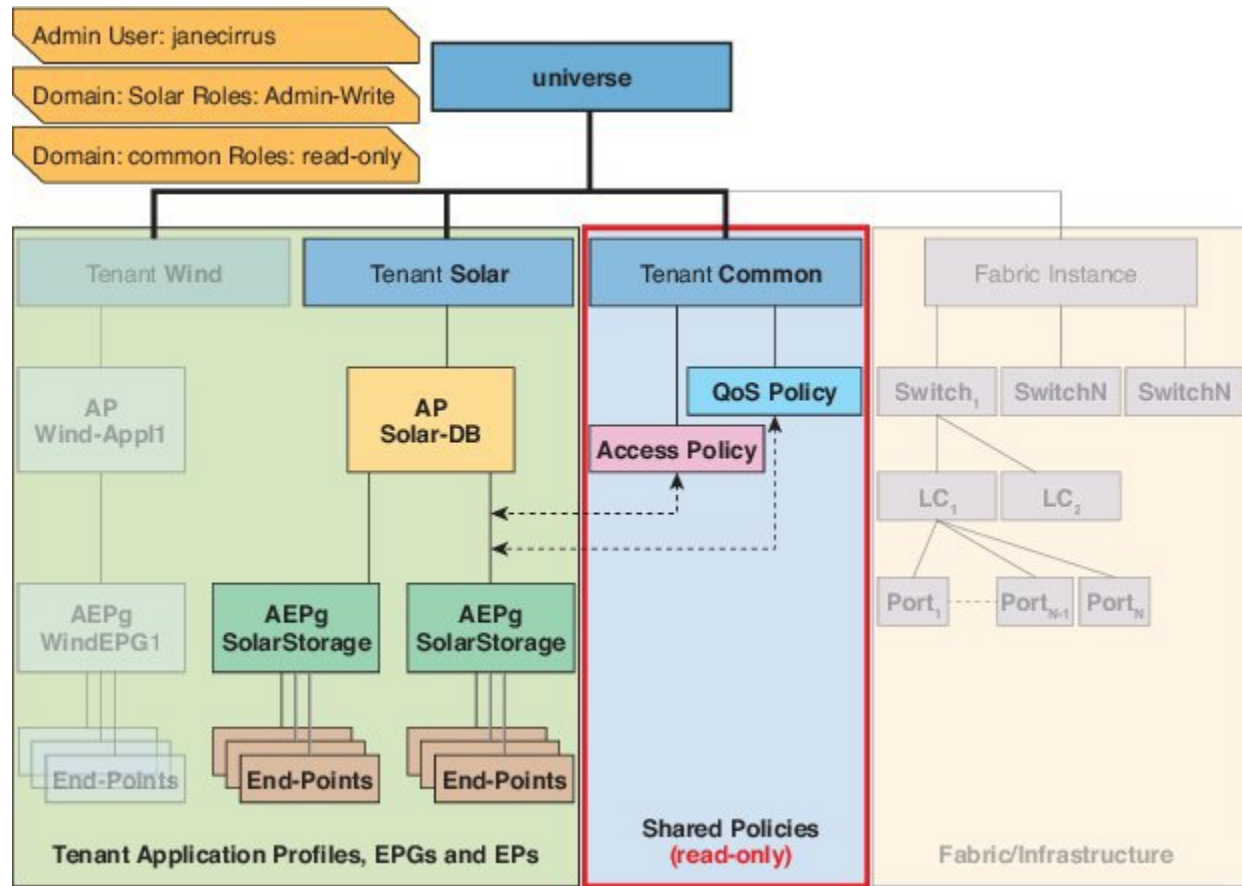 Admin User: janecirrus
Domain: Solar Roles: Admin-Write
Domain: common Roles: read-only
universe
Tenant Wind
Tenant Solar
Tenant Common
Fabric Instance
AP
Wind-Appl1
AP
Solar-DB
QoS Policy
Access Policy
Switch1
SwitchN
SwitchN
LC1
LC2
AEPg
WindEPG1
AEPg
SolarStorage
AEPg
SolarStorage
Port1
PortN-1
PortN
End-Points
End-Points
End-Points
Tenant Application Profiles, EPGs and EPs
Shared Policies
(read-only)
Fabric/Infrastructure